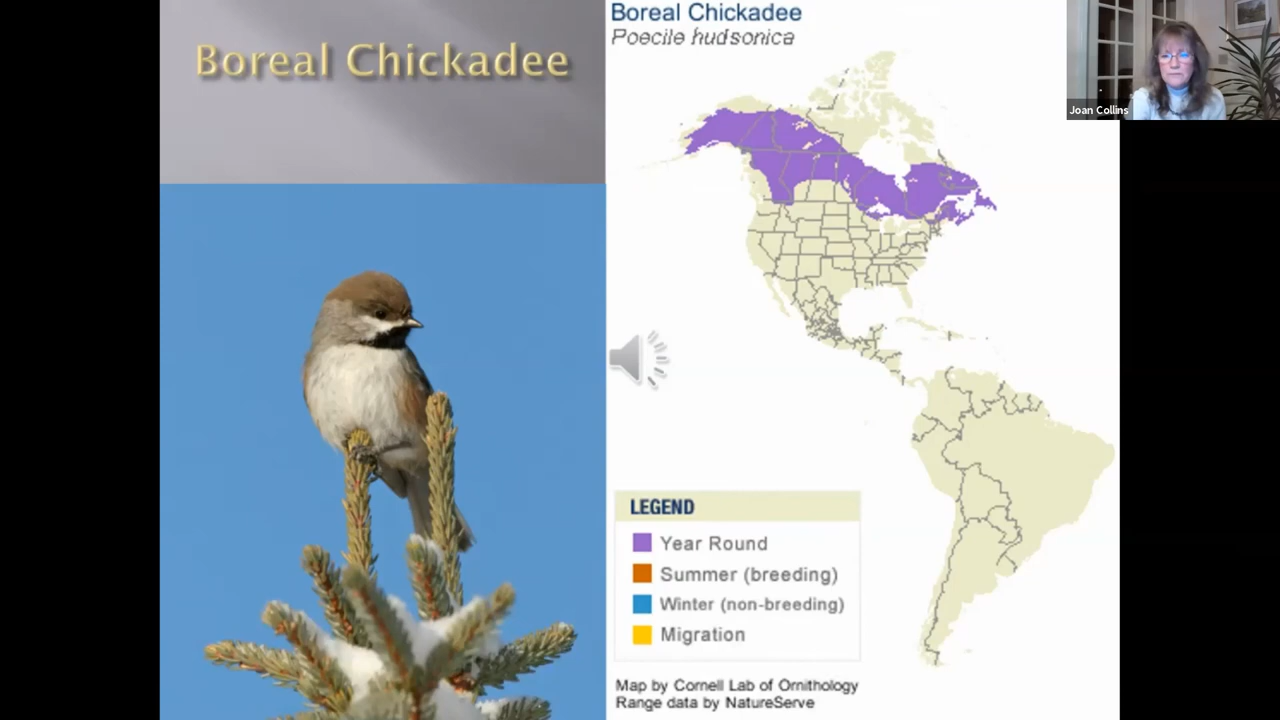 Boreal Chickadee
Boreal Chickadee
Poecile hudsonica
Joan Collins
LEGEND
Year Round
Summer (breeding)
Winter (non-breeding)
Migration
Map by Cornell Lab of Ornithology
Range data by NatureServe